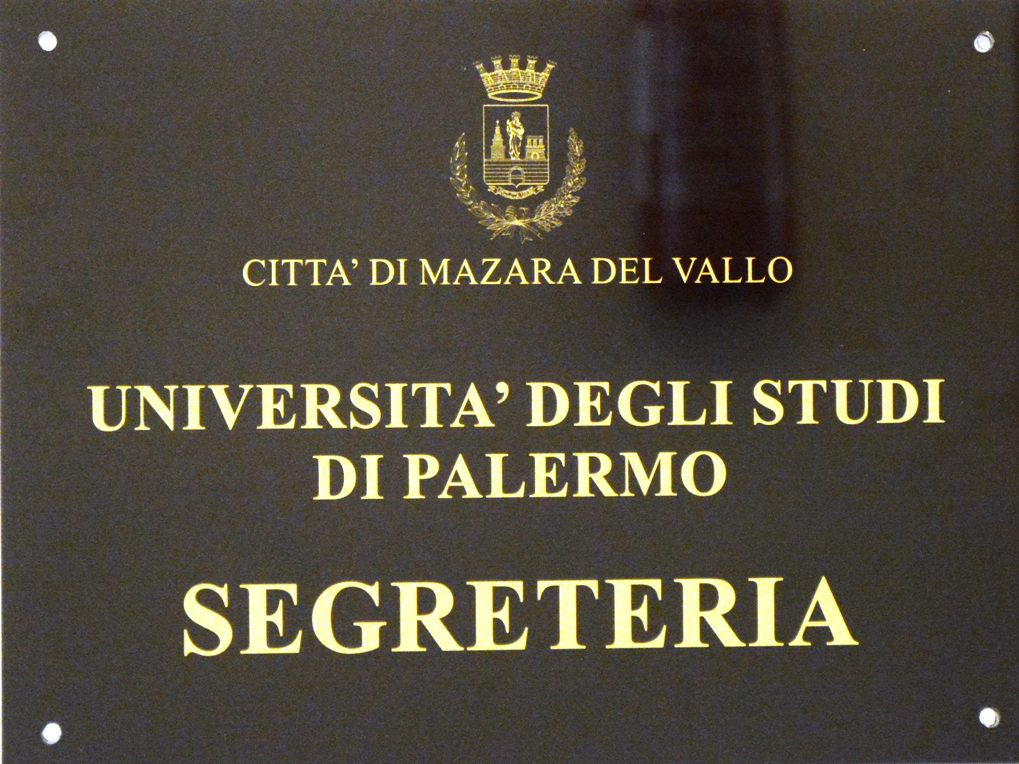 CITTA’ DI MAZARA DEL VALLO
UNIVERSITA’ DEGLI STUDI
DI PALERMO
SEGRETERIA